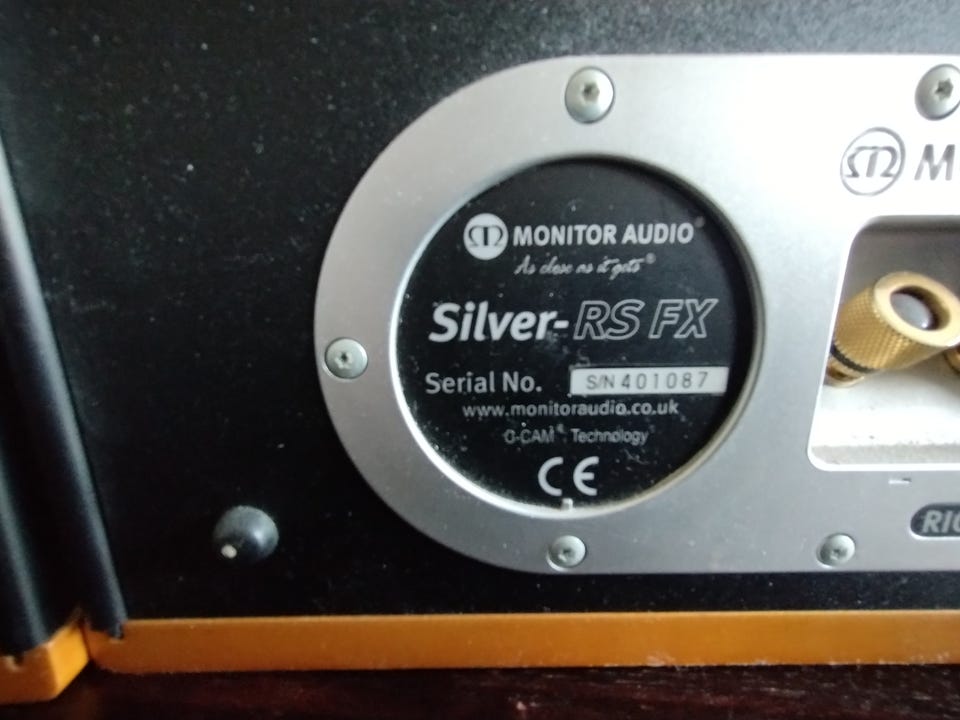 MONITOR AUDIO®
As close as it gets®
Silver-RS FX
Serial No. S/N 401087
www.monitoraudio.co.uk
C-CAM® Technology
CE
M
RIG